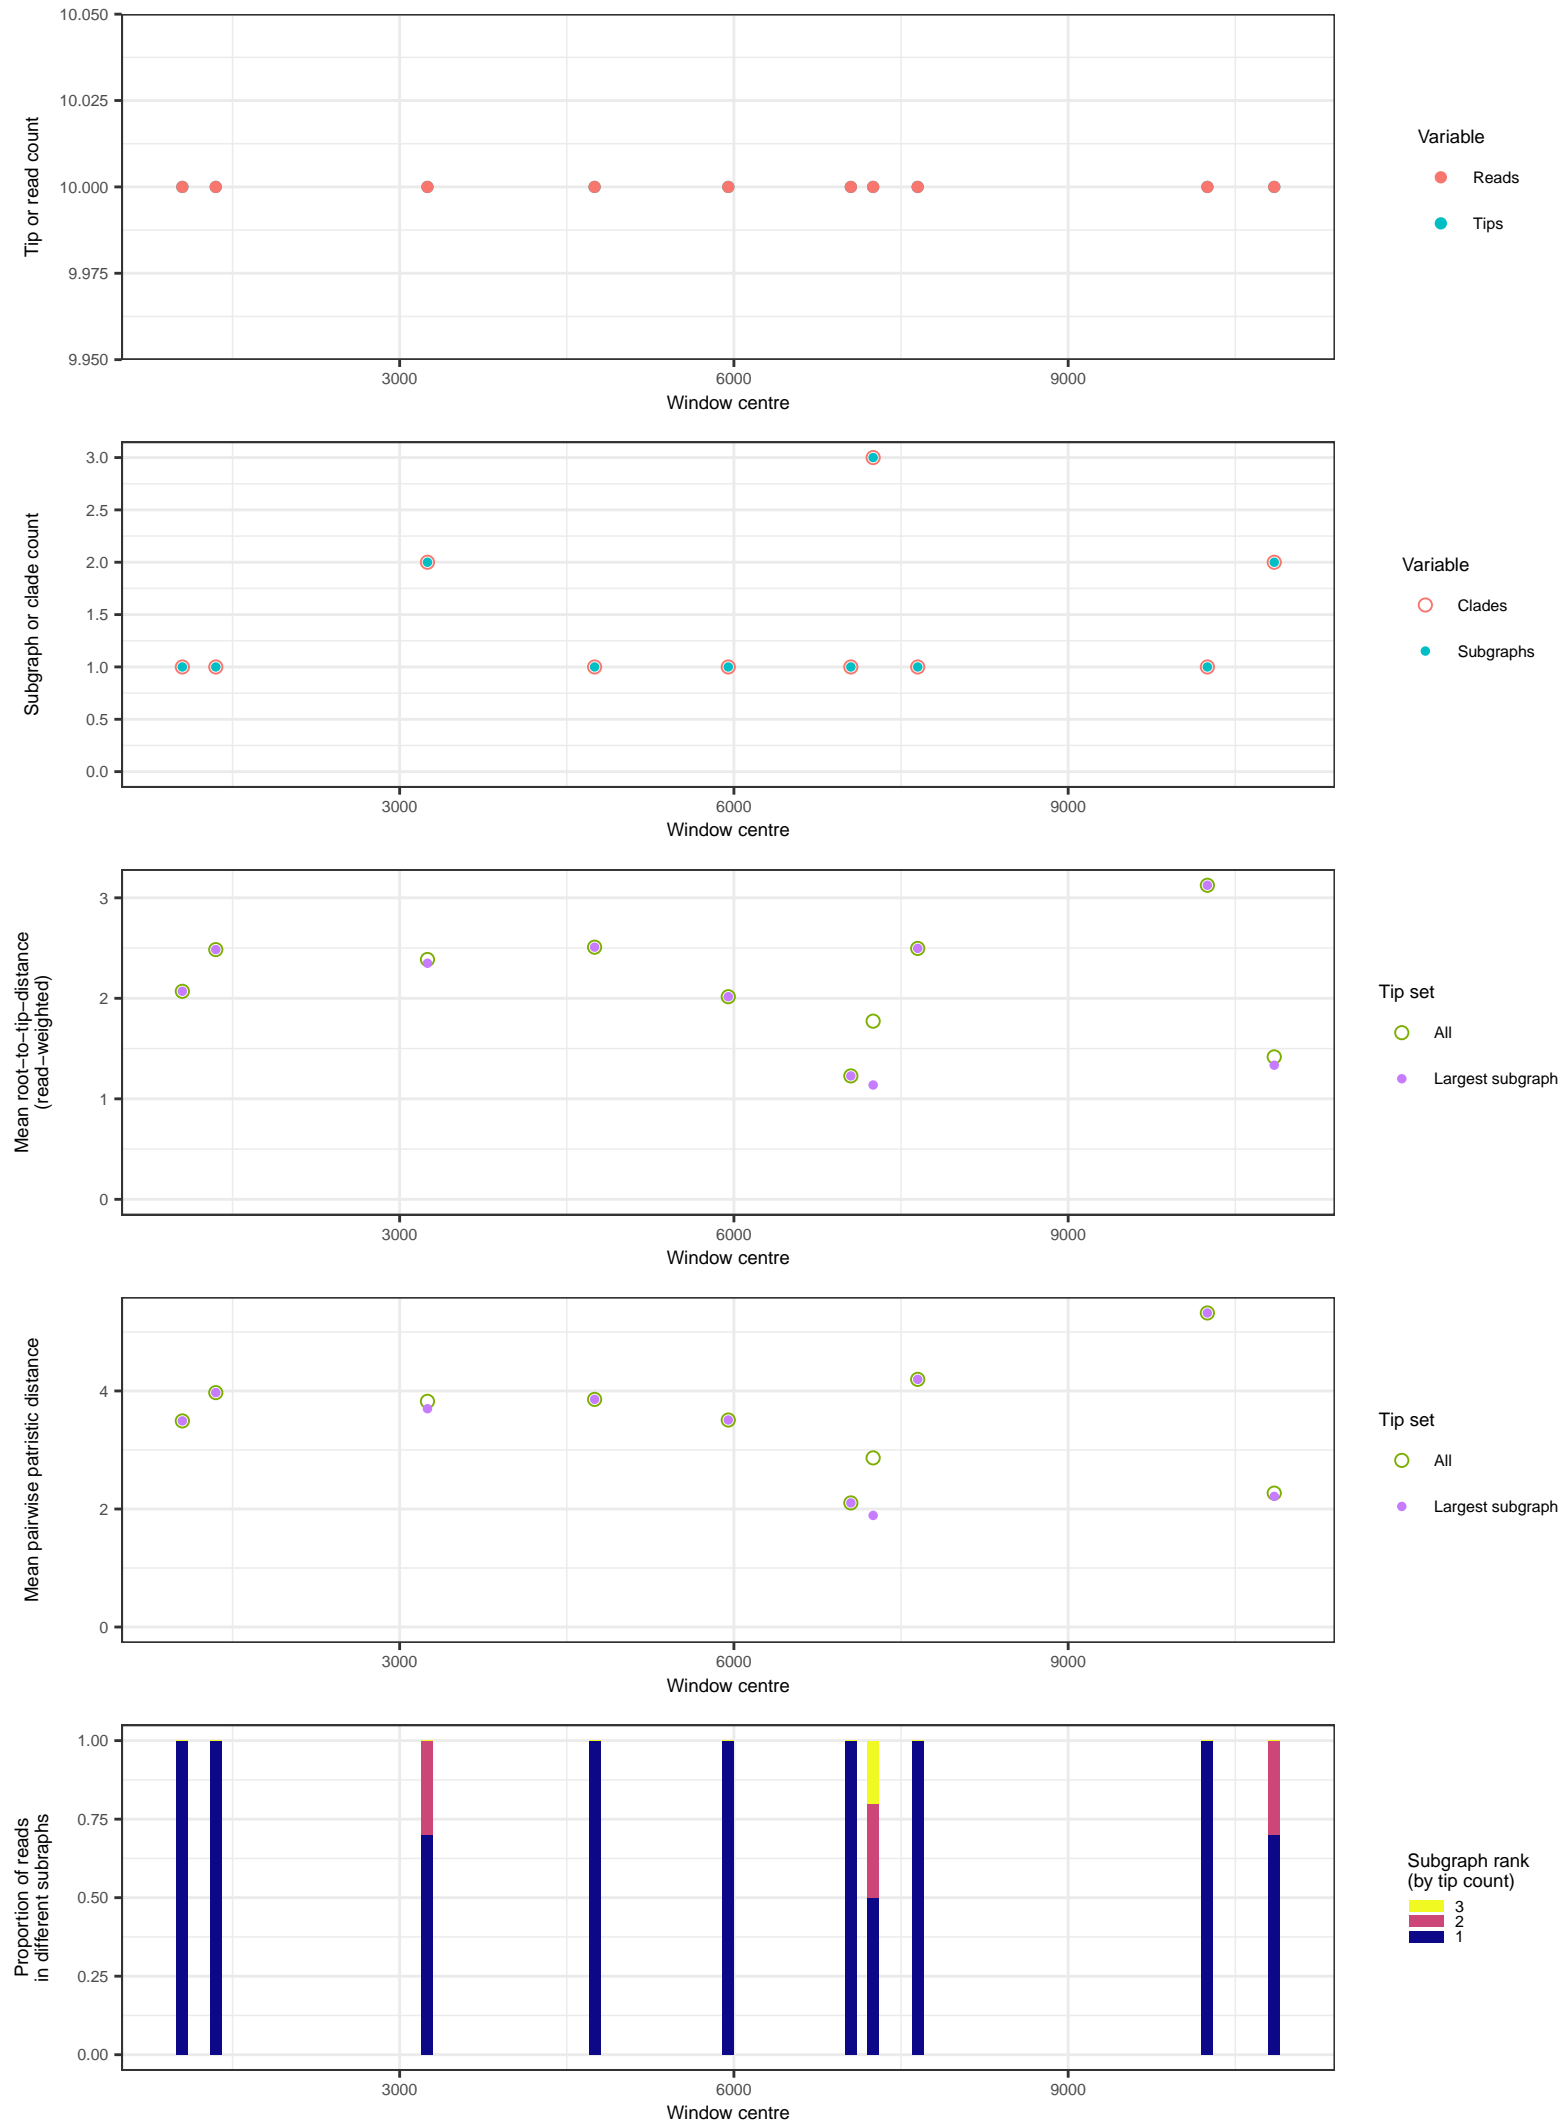 10.050
10.025
10.000
9.975
9.950
Tip or read count
3000
6000
9000
Window centre
Variable
Reads
Tips
3.0
2.5
2.0
1.5
1.0
0.5
0.0
Subgraph or clade count
3000
6000
9000
Window centre
Variable
Clades
Subgraphs
3
2
1
0
Mean root−to−tip−distance
(read−weighted)
3000
6000
9000
Window centre
Tip set
All
Largest subgraph
4
2
0
Mean pairwise patristic distance
3000
6000
9000
Window centre
Tip set
All
Largest subgraph
1.00
0.75
0.50
0.25
0.00
Proportion of reads
in different subraphs
3000
6000
9000
Window centre
Subgraph rank
(by tip count)
3
2
1